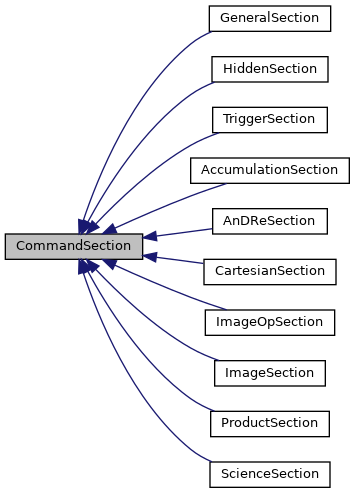 GeneralSection
HiddenSection
TriggerSection
AccumulationSection
AnDReSection
CommandSection
CartesianSection
ImageOpSection
ImageSection
ProductSection
ScienceSection